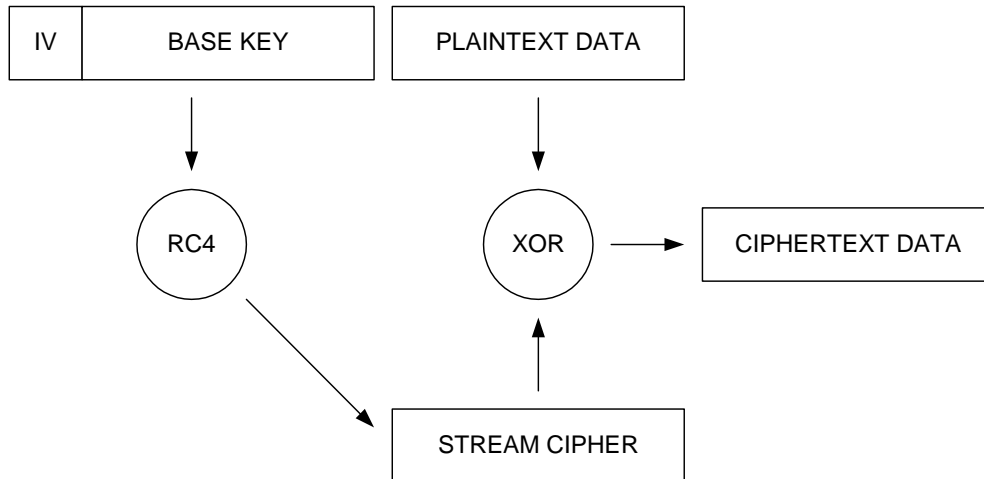 IV
BASE KEY
PLAINTEXT DATA
RC4
XOR
CIPHERTEXT DATA
STREAM CIPHER